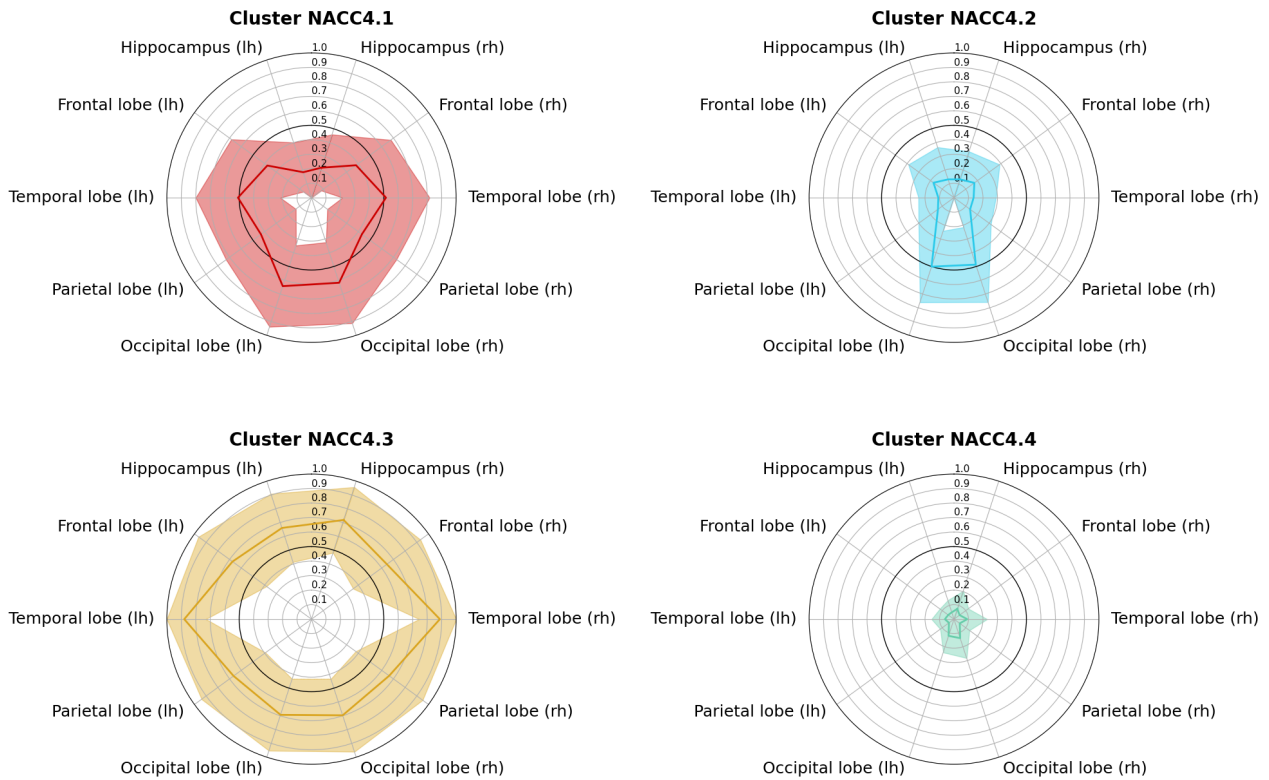 Cluster NACC4.1
Hippocampus (lh)
Hippocampus (rh)
Frontal lobe (lh)
Frontal lobe (rh)
Temporal lobe (lh)
Temporal lobe (rh)
Parietal lobe (lh)
Parietal lobe (rh)
Occipital lobe (lh)
Occipital lobe (rh)
1.0
0.9
0.8
0.7
0.6
0.5
0.4
0.3
0.2
0.1
Cluster NACC4.2
Hippocampus (lh)
Hippocampus (rh)
Frontal lobe (lh)
Frontal lobe (rh)
Temporal lobe (lh)
Temporal lobe (rh)
Parietal lobe (lh)
Parietal lobe (rh)
Occipital lobe (lh)
Occipital lobe (rh)
1.0
0.9
0.8
0.7
0.6
0.5
0.4
0.3
0.2
0.1
Cluster NACC4.3
Hippocampus (lh)
Hippocampus (rh)
Frontal lobe (lh)
Frontal lobe (rh)
Temporal lobe (lh)
Temporal lobe (rh)
Parietal lobe (lh)
Parietal lobe (rh)
Occipital lobe (lh)
Occipital lobe (rh)
1.0
0.9
0.8
0.7
0.6
0.5
0.4
0.3
0.2
0.1
Cluster NACC4.4
Hippocampus (lh)
Hippocampus (rh)
Frontal lobe (lh)
Frontal lobe (rh)
Temporal lobe (lh)
Temporal lobe (rh)
Parietal lobe (lh)
Parietal lobe (rh)
Occipital lobe (lh)
Occipital lobe (rh)
1.0
0.9
0.8
0.7
0.6
0.5
0.4
0.3
0.2
0.1